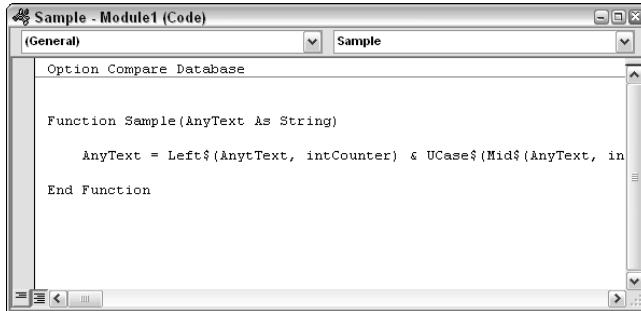 Sample - Module1 (Code)
(General) Sample
Option Compare Database
Function Sample(AnyText As String)
AnyText = Left$(AnytText, intCounter) & UCase$(Mid$(AnyText, in
End Function